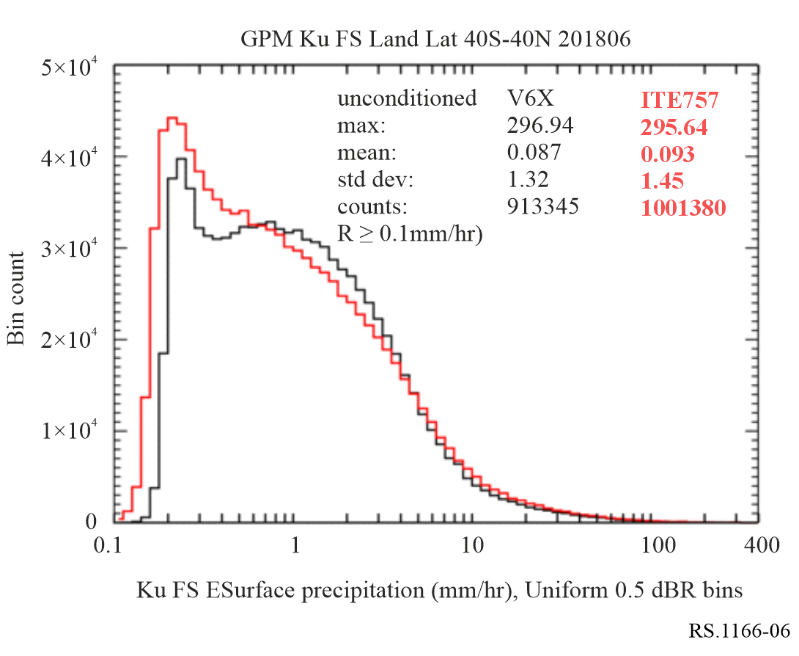 GPM Ku FS Land Lat 40S-40N 201806
5×10⁴
4×10⁴
3×10⁴
2×10⁴
1×10⁴
0
Bin count
unconditioned V6X ITE757
max: 296.94 295.64
mean: 0.087 0.093
std dev: 1.32 1.45
counts: 913345 1001380
R ≥ 0.1mm/hr)
0.1 1 10 100 400
Ku FS ESurface precipitation (mm/hr), Uniform 0.5 dBR bins
RS.1166-06